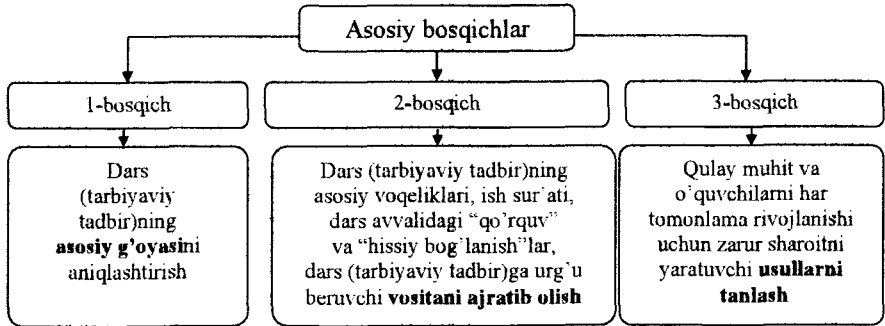 Asosiy bosqichlar
1-bosqich
2-bosqich
3-bosqich
Dars
(tarbiyaviy
tadbir)ning
asosiy g'oyasini
aniqlashtirish
Dars (tarbiyaviy tadbir)ning
asosiy voqeliklari, ish sur`ati,
dars avvalidagi “qo'rquv”
va “hissiy bog`lanish”lar,
dars (tarbiyaviy tadbir)ga urg`u
beruvchi vositani ajratib olish
Qulay muhit va
o`quvchilarni har
tomonlama rivojlanishi
uchun zarur sharoitni
yaratuvchi usullarni
tanlash